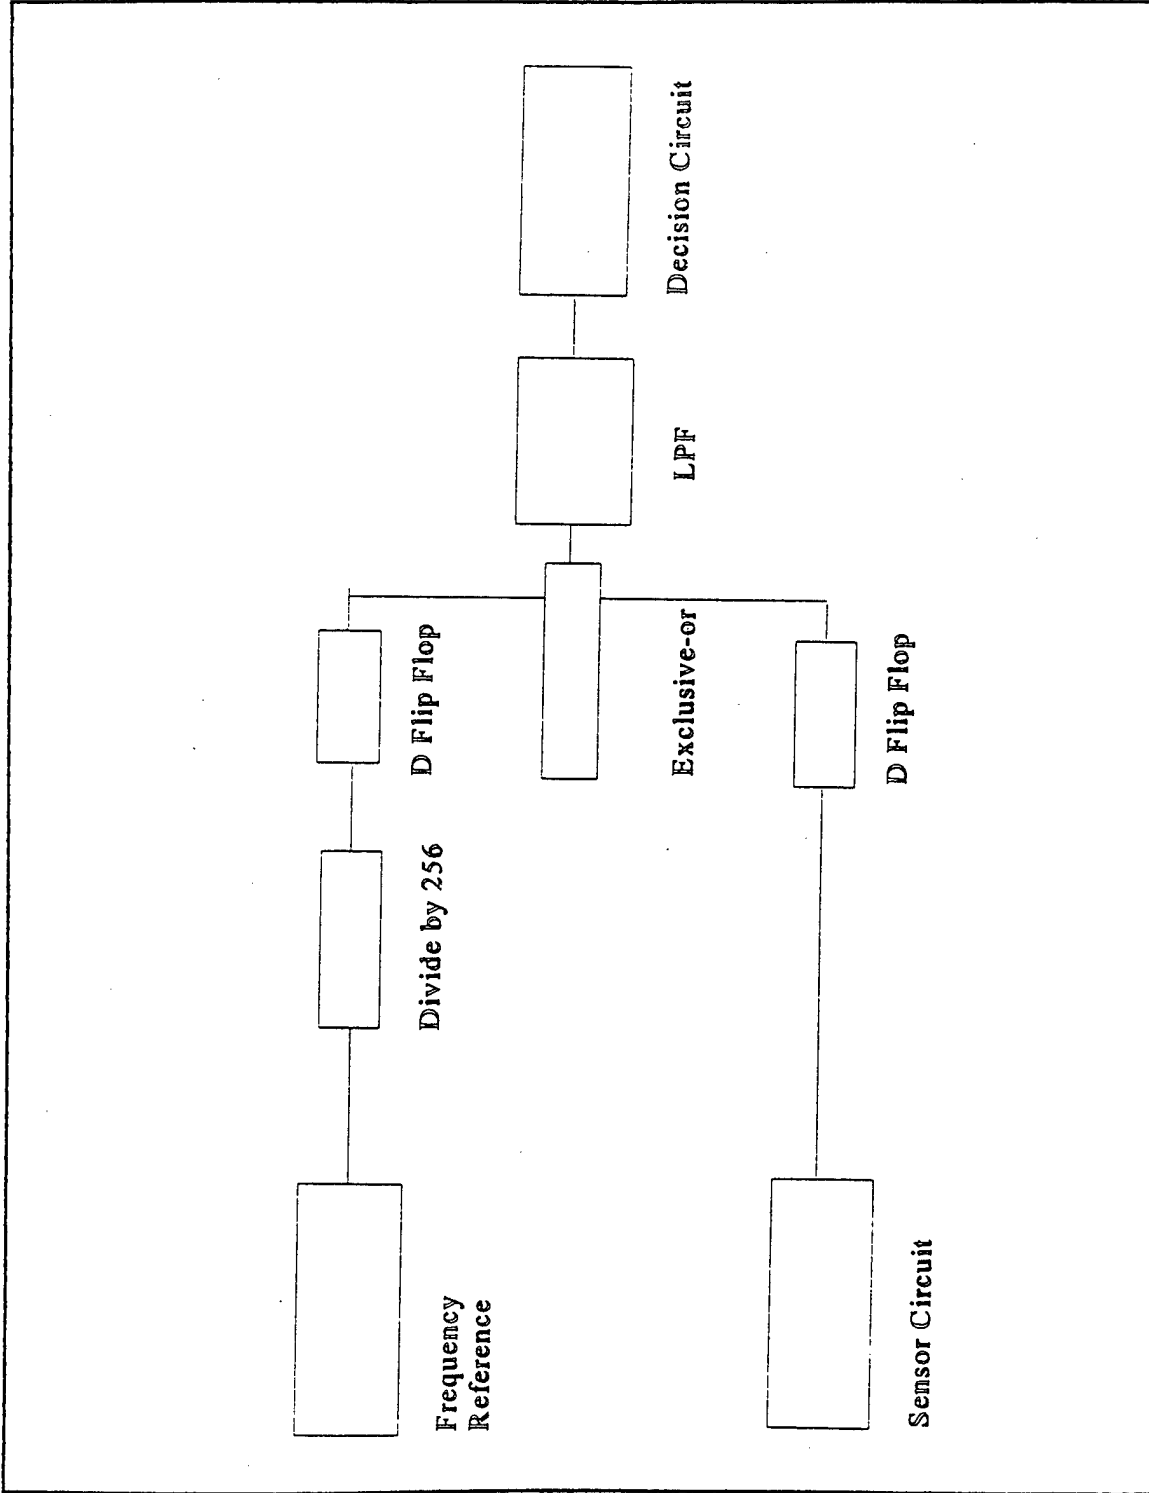 Frequency
Reference
Divide by 256
D Flip Flop
Exclusive-or
LPF
Decision Circuit
Sensor Circuit
D Flip Flop